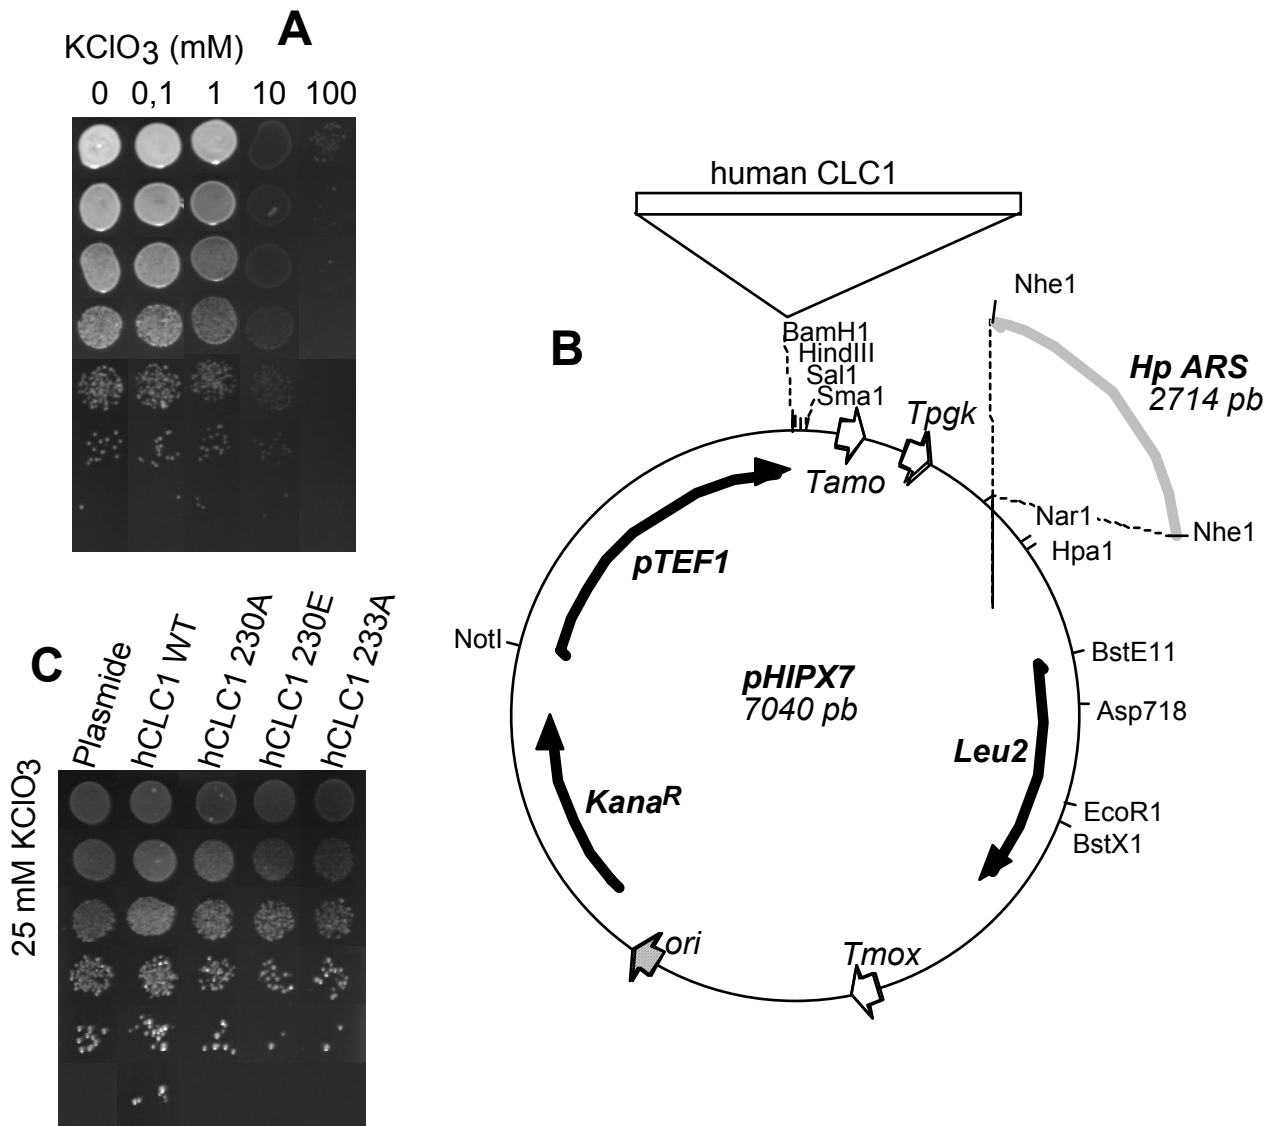 A
KClO3 (mM)
0 0,1 1 10 100
human CLC1
B
BamH1
HindIII
Sal1
Sma1
Nhe1
Hp ARS
2714 pb
Tpgk
Tamo
Nar1
Nhe1
Hpa1
pTEF1
NotI
BstE11
pHIPX7
7040 pb
Asp718
Leu2
KanaR
EcoR1
BstX1
ori
Tmox
C
Plasmide
hCLC1 WT
hCLC1 230A
hCLC1 230E
hCLC1 233A
25 mM KClO3